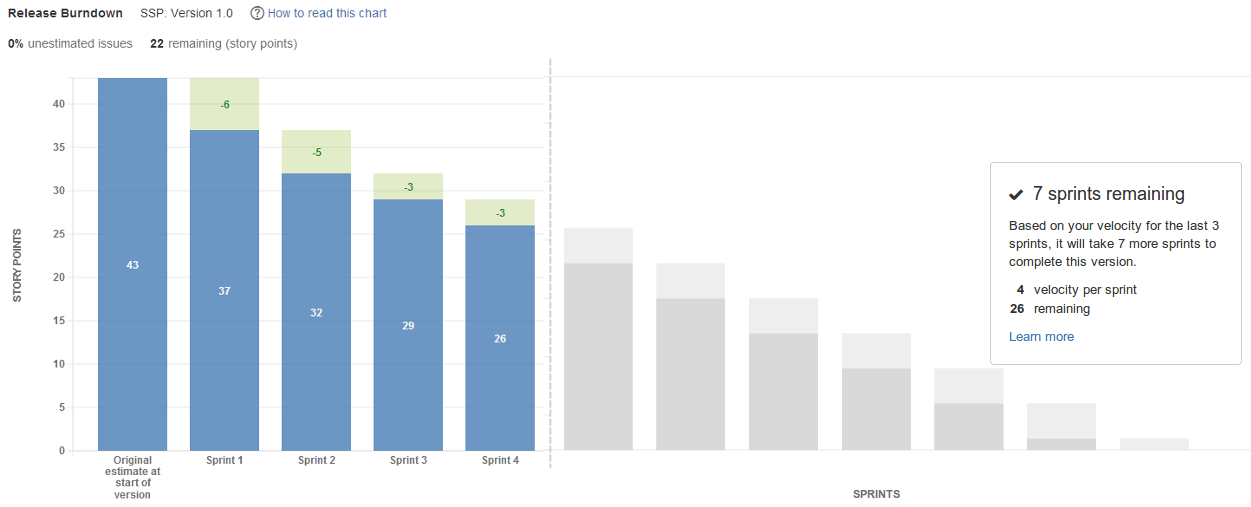 Release Burndown SSP: Version 1.0 ? How to read this chart
0% unestimated issues 22 remaining (story points)
STORY POINTS
40
35
30
25
20
15
10
5
0
-6
-5
-3
-3
43
37
32
29
26
Original estimate at start of version
Sprint 1
Sprint 2
Sprint 3
Sprint 4
SPRINTS
7 sprints remaining
Based on your velocity for the last 3
sprints, it will take 7 more sprints to
complete this version.
4 velocity per sprint
26 remaining
Learn more